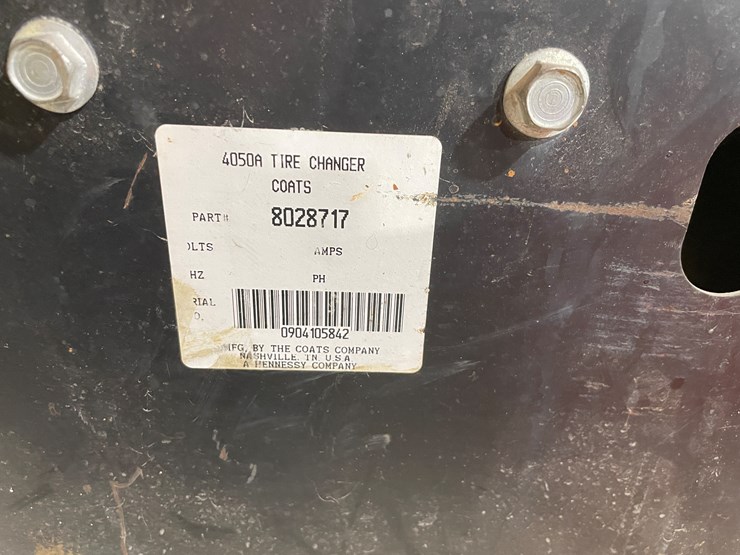 4050A TIRE CHANGER
COATS
PART# 8028717
OLTS AMPS
HZ PH
RIAL
O.
0904105842
MFG. BY THE COATS COMPANY
NASHVILLE. TN. U.S.A
A HENNESSY COMPANY